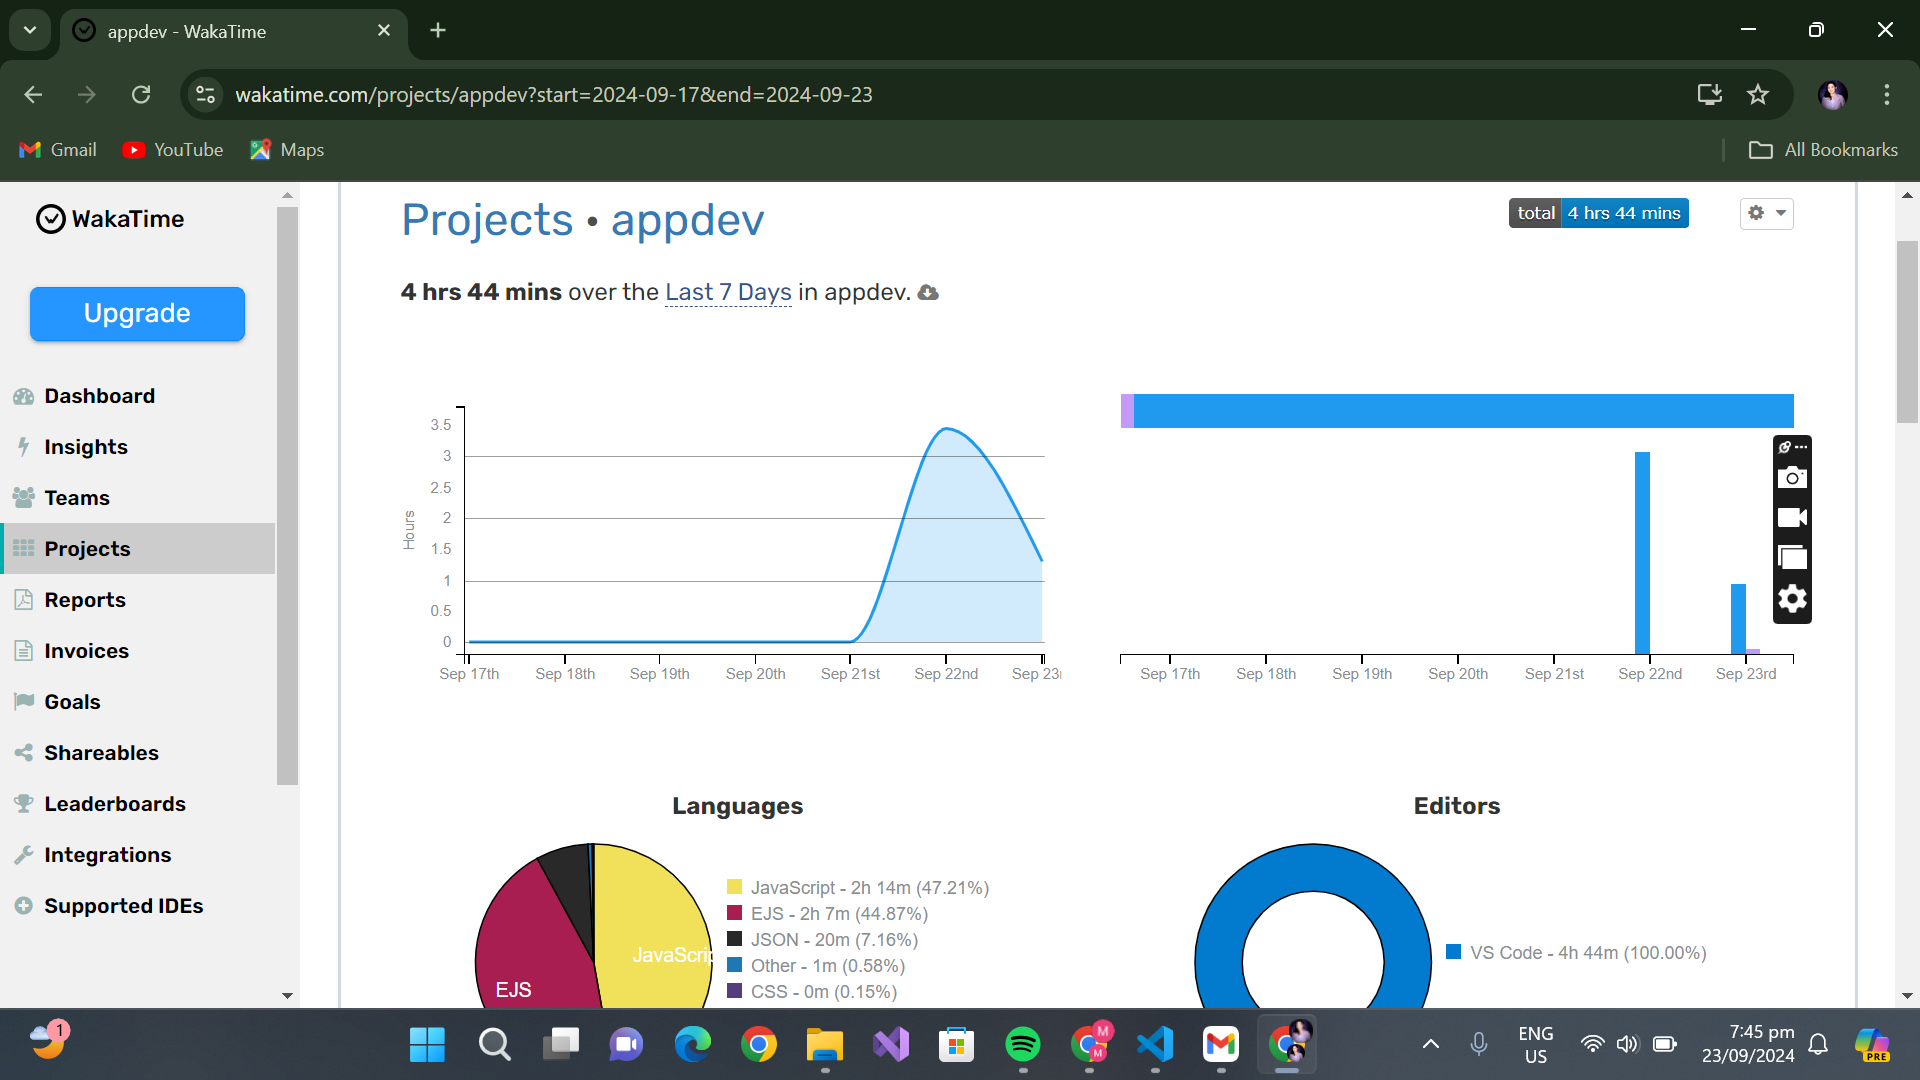 appdev - WakaTime
wakatime.com/projects/appdev?start=2024-09-17&end=2024-09-23
Gmail
YouTube
Maps
All Bookmarks
WakaTime
Upgrade
Dashboard
Insights
Teams
Projects
Reports
Invoices
Goals
Shareables
Leaderboards
Integrations
Supported IDEs
Projects • appdev
total 4 hrs 44 mins
4 hrs 44 mins over the Last 7 Days in appdev.
Hours
3.5
3
2.5
2
1.5
1
0.5
0
Sep 17th Sep 18th Sep 19th Sep 20th Sep 21st Sep 22nd Sep 23
Sep 17th Sep 18th Sep 19th Sep 20th Sep 21st Sep 22nd Sep 23rd
Languages
JavaScrip
EJS
JavaScript - 2h 14m (47.21%)
EJS - 2h 7m (44.87%)
JSON - 20m (7.16%)
Other - 1m (0.58%)
CSS - 0m (0.15%)
Editors
VS Code - 4h 44m (100.00%)
1
M
M
ENG
US
7:45 pm
23/09/2024
PRE